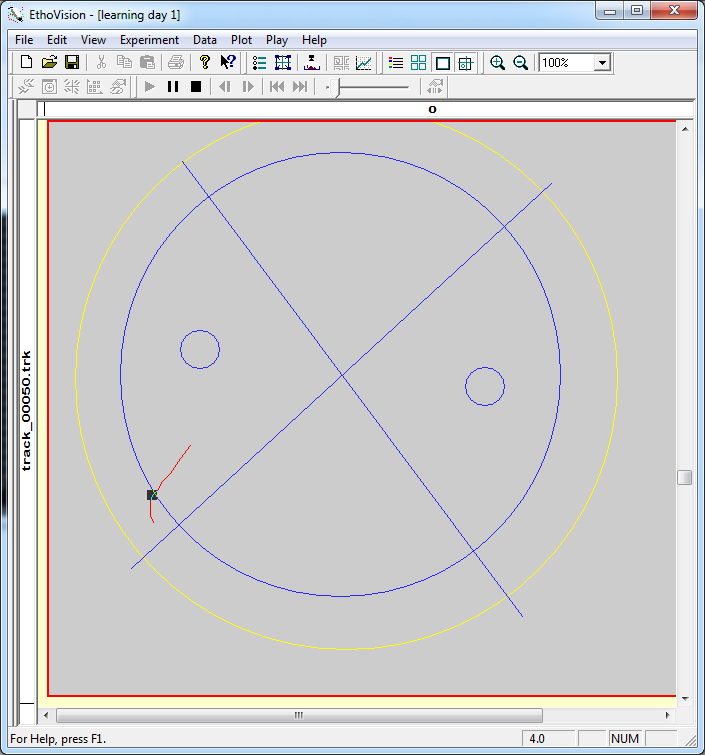 EthoVision - [learning day 1]
File Edit View Experiment Data Plot Play Help
100%
0
track_00050.trk
For Help, press F1.
4.0
NUM